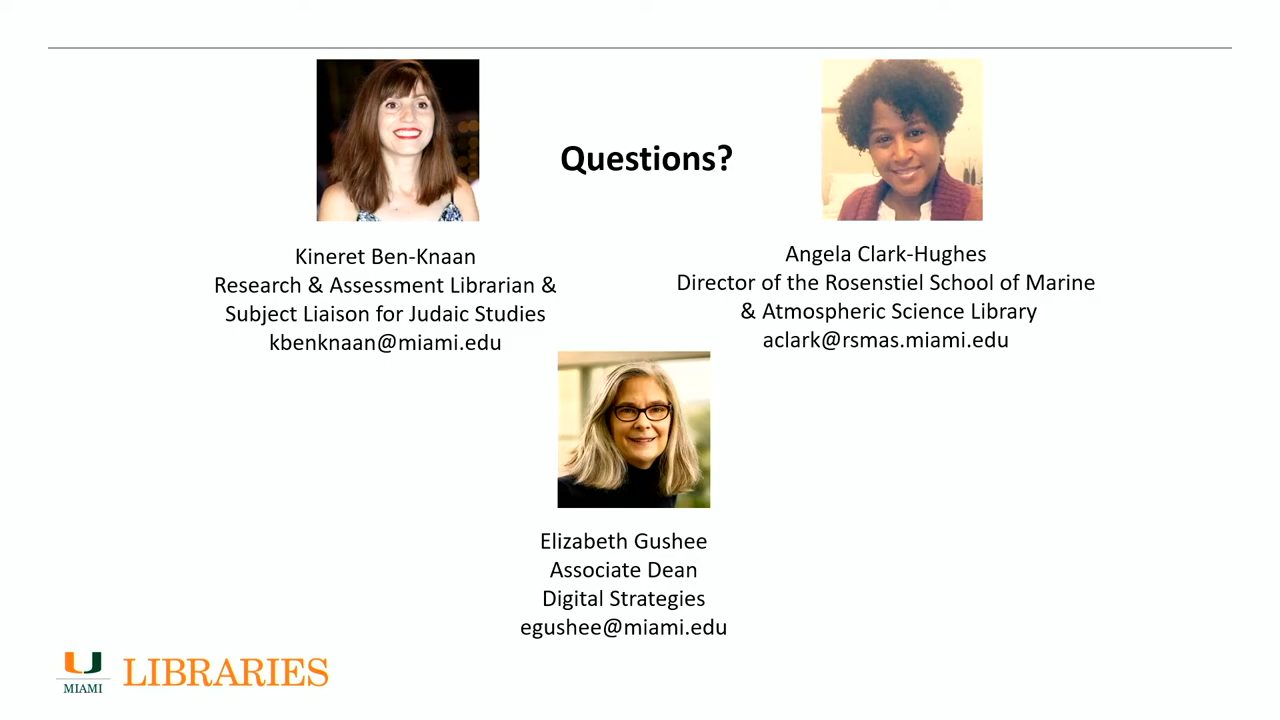 Questions?
Kineret Ben-Knaan
Research & Assessment Librarian &
Subject Liaison for Judaic Studies
kbenknaan@miami.edu
Angela Clark-Hughes
Director of the Rosenstiel School of Marine
& Atmospheric Science Library
aclark@rsmas.miami.edu
Elizabeth Gushee
Associate Dean
Digital Strategies
egushee@miami.edu
MIAMI
LIBRARIES